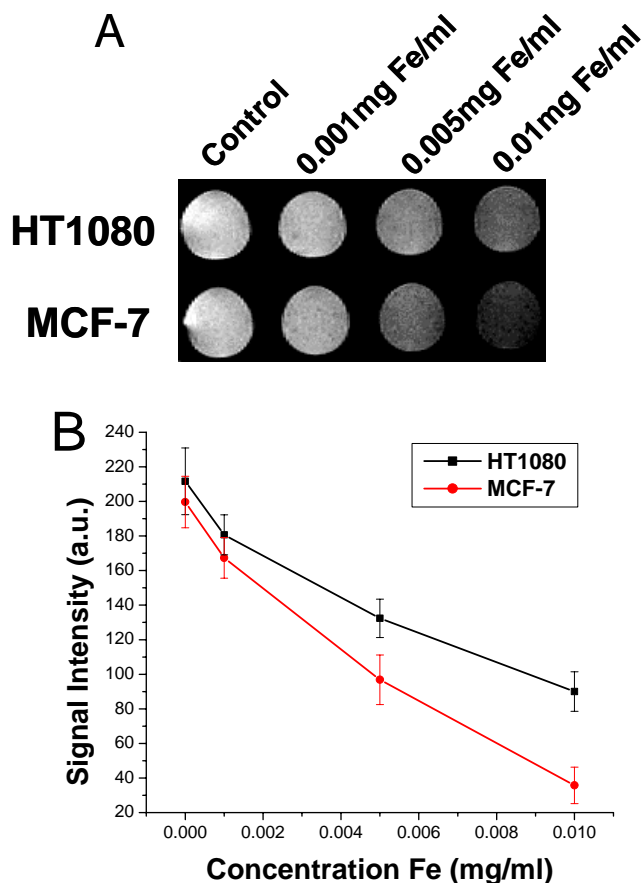 A
Control
0.001mg Fe/ml
0.005mg Fe/ml
0.01mg Fe/ml
HT1080
MCF-7
B
240
220
200
180
160
140
120
100
80
60
40
20
Signal Intensity (a.u.)
HT1080
MCF-7
0.000
0.002
0.004
0.006
0.008
0.010
Concentration Fe (mg/ml)